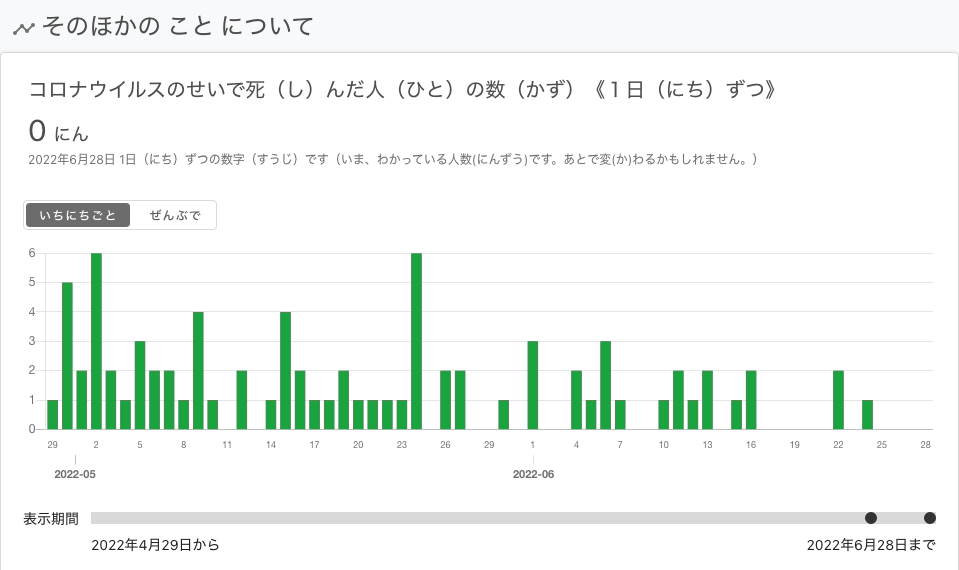 そのほかの こと について
コロナウイルスのせいで死（し）んだ人（ひと）の数（かず）《１日（にち）ずつ》
0 にん
2022年6月28日 1日（にち）ずつの数字（すうじ）です（いま、わかっている人数(にんずう)です。あとで変(か)わるかもしれません。）
いちにちごと ぜんぶで
6
5
4
3
2
1
0
29 2 5 8 11 14 17 20 23 26 29 1 4 7 10 13 16 19 22 25 28
2022-05 2022-06
表示期間
2022年4月29日から 2022年6月28日まで